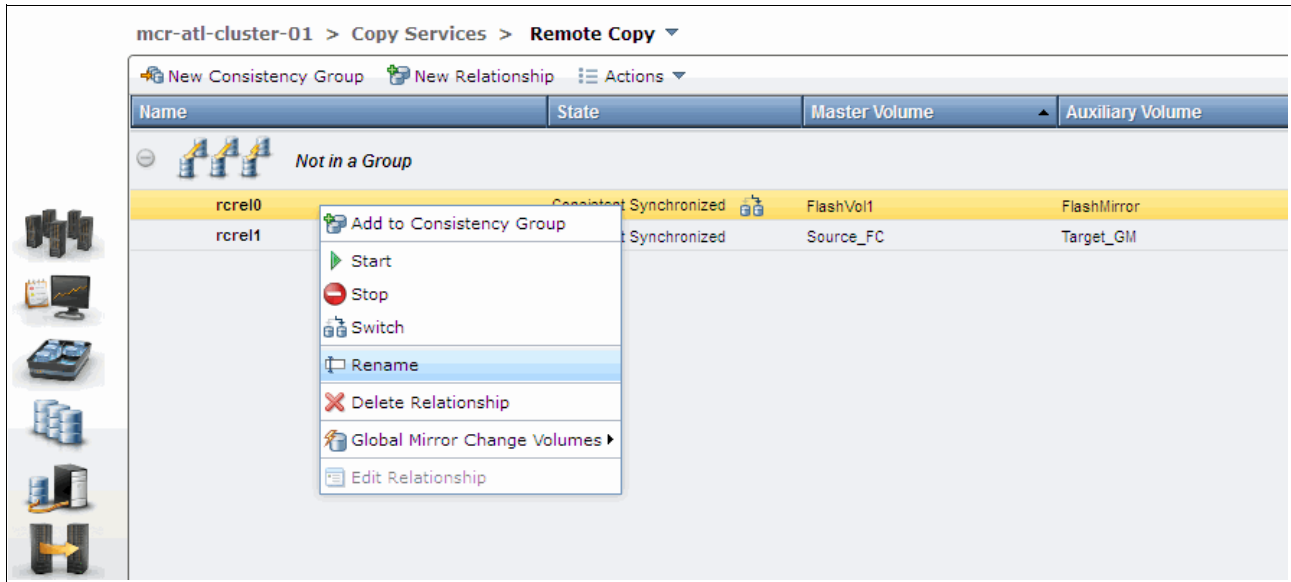 mcr-atl-cluster-01 > Copy Services > Remote Copy
New Consistency Group New Relationship Actions
Name State Master Volume Auxiliary Volume
Not in a Group
rcrel0 Consistent Synchronized FlashVol1 FlashMirror
rcrel1 t Synchronized Source_FC Target_GM
Add to Consistency Group
Start
Stop
Switch
Rename
Delete Relationship
Global Mirror Change Volumes
Edit Relationship